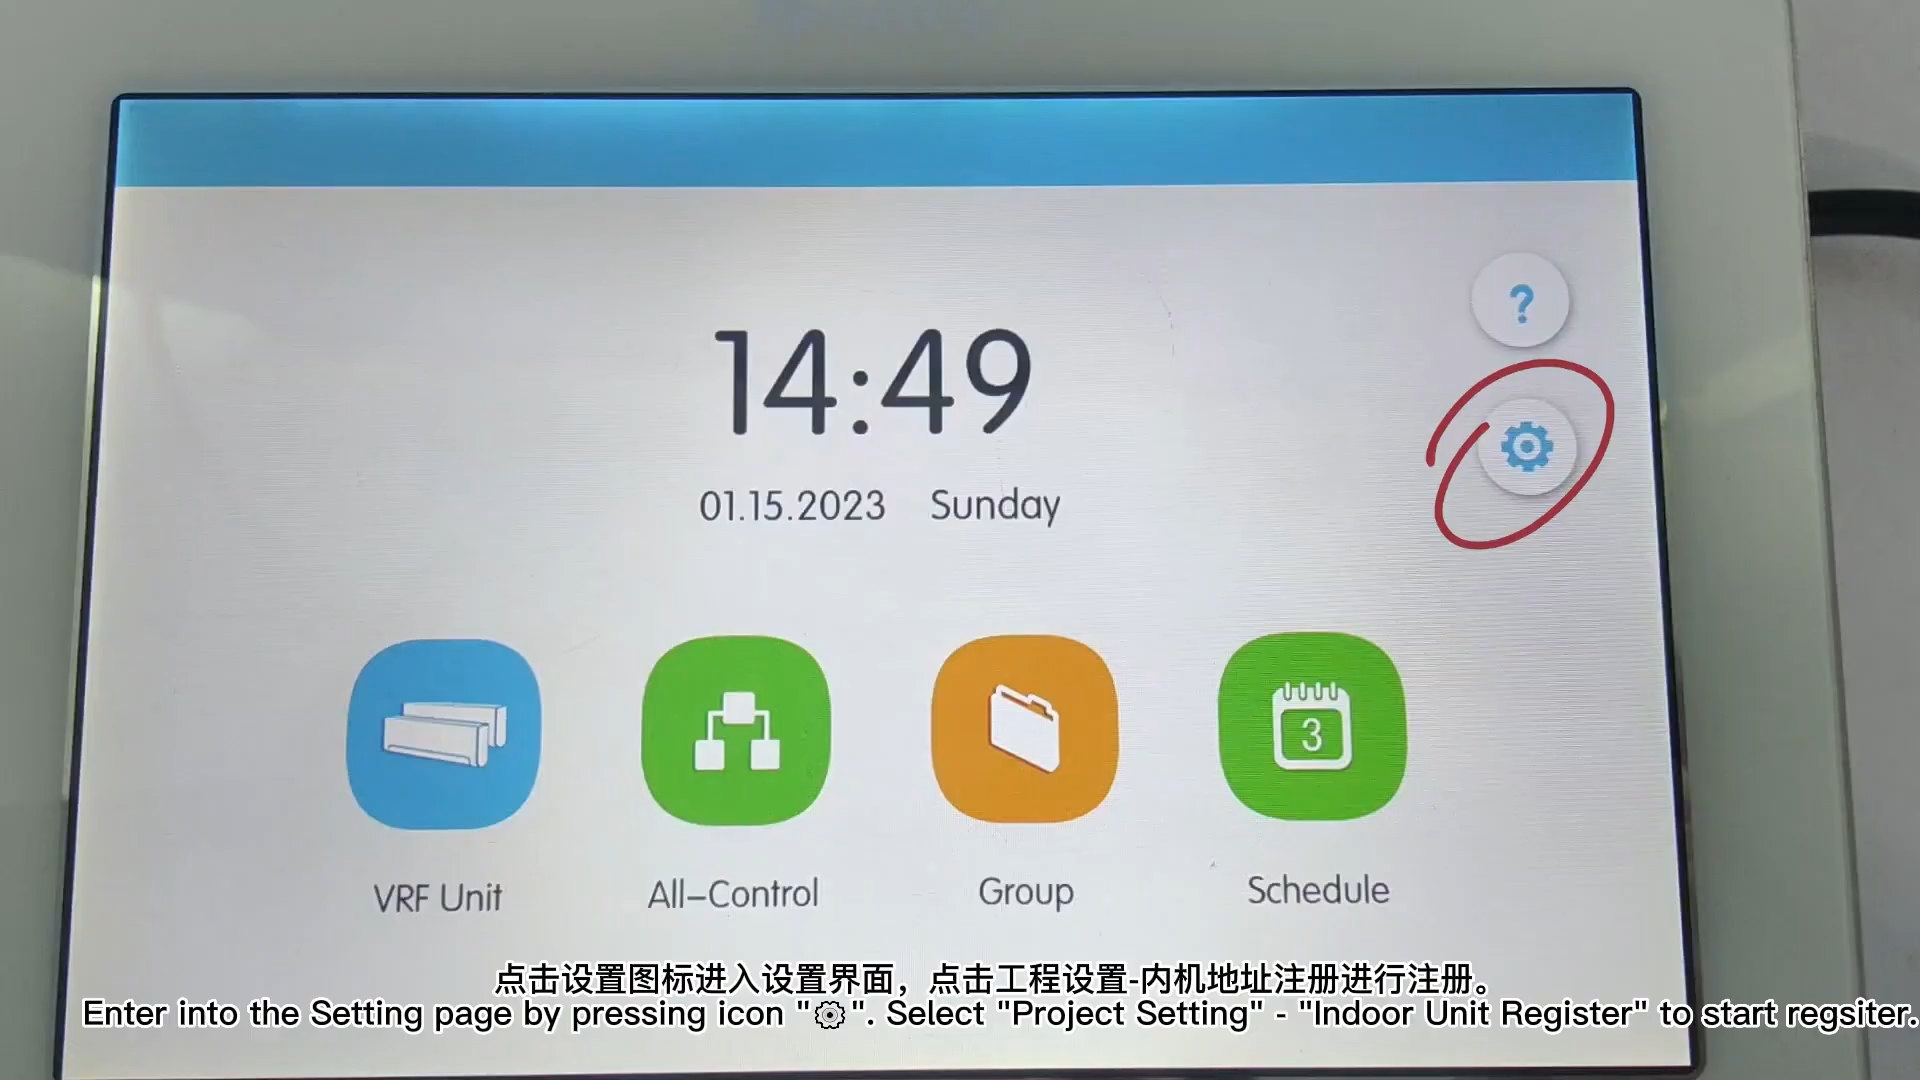 ?
14:49
01.15.2023 Sunday
3
VRF Unit All-Control Group Schedule
点击设置图标进入设置界面，点击工程设置-内机地址注册进行注册。
Enter into the Setting page by pressing icon "⚙". Select "Project Setting" - "Indoor Unit Register" to start regsiter.